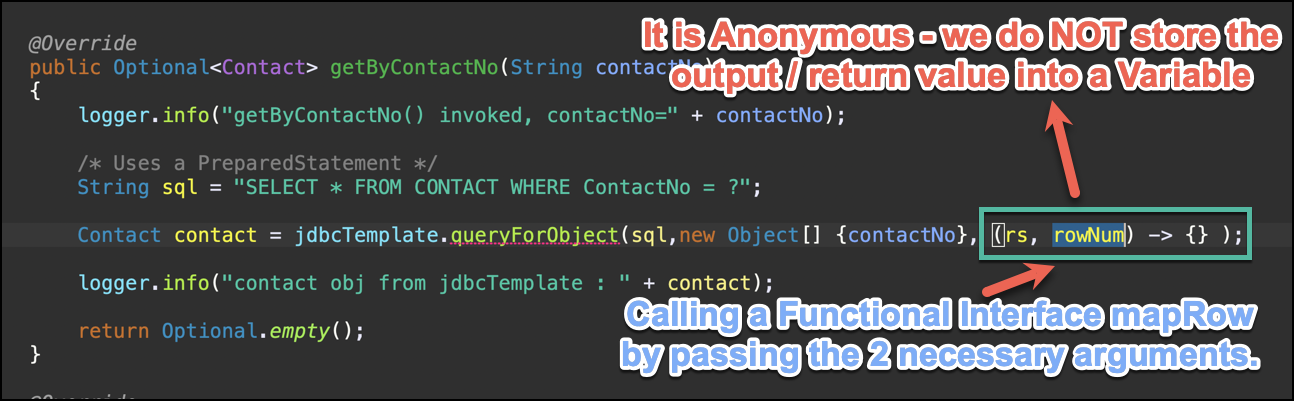 @Override
It is Anonymous - we do NOT store the
public Optional<Contact> getByContactNo(String contactNo)
output / return value into a Variable
{
logger.info("getByContactNo() invoked, contactNo=" + contactNo);
/* Uses a PreparedStatement */
String sql = "SELECT * FROM CONTACT WHERE ContactNo = ?";
Contact contact = jdbcTemplate.queryForObject(sql,new Object[] {contactNo}, (rs, rowNum) -> {} );
logger.info("contact obj from jdbcTemplate : " + contact);
Calling a Functional Interface mapRow
return Optional.empty();
by passing the 2 necessary arguments.
}